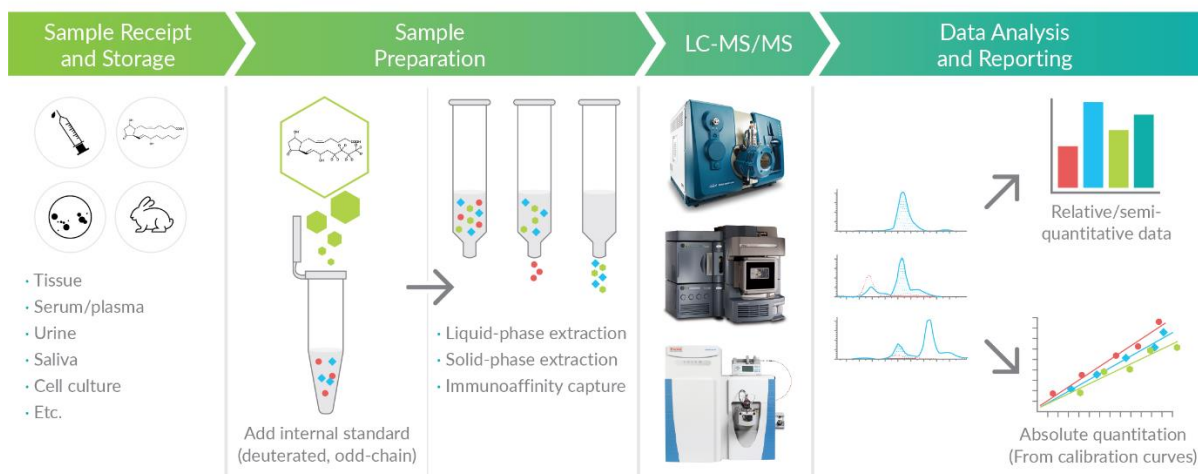 Sample Receipt
and Storage
Sample
Preparation
LC-MS/MS
Data Analysis
and Reporting
· Tissue
· Serum/plasma
· Urine
· Saliva
· Cell culture
· Etc.
Add internal standard
(deuterated, odd-chain)
· Liquid-phase extraction
· Solid-phase extraction
· Immunoaffinity capture
Relative/semi-
quantitative data
Absolute quantitation
(From calibration curves)